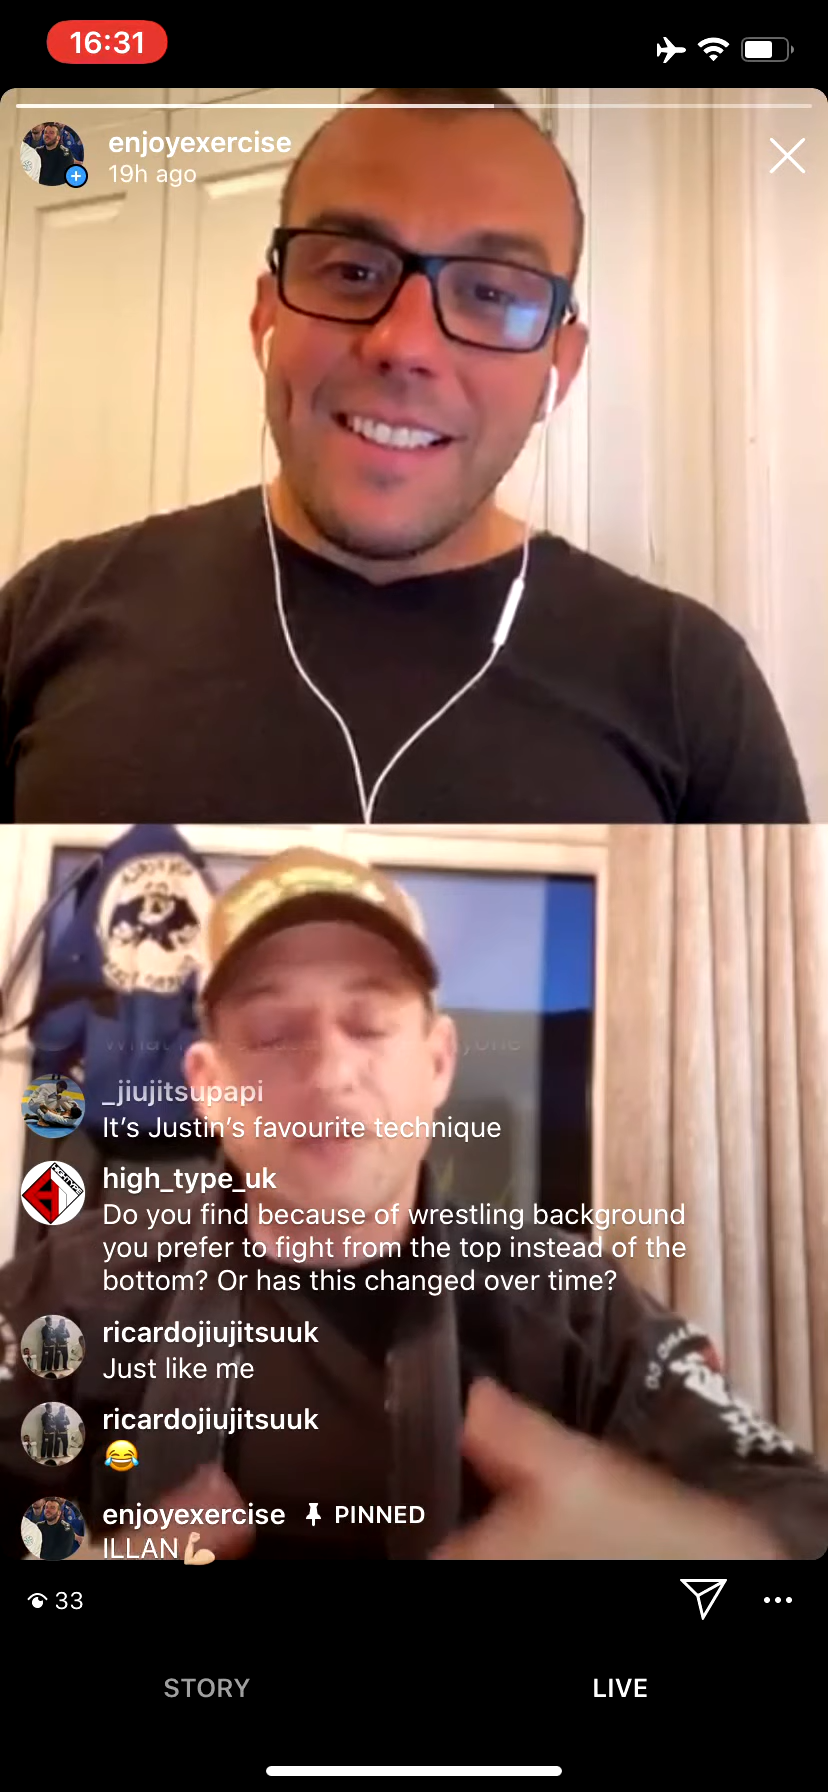 16:31
enjoyexercise
19h ago
_jiujitsupapi
It’s Justin’s favourite technique
high_type_uk
Do you find because of wrestling background
you prefer to fight from the top instead of the
bottom? Or has this changed over time?
ricardojiujitsuuk
Just like me
ricardojiujitsuuk
😂
enjoyexercise PINNED
ILLAN💪🏼
33
STORY
LIVE